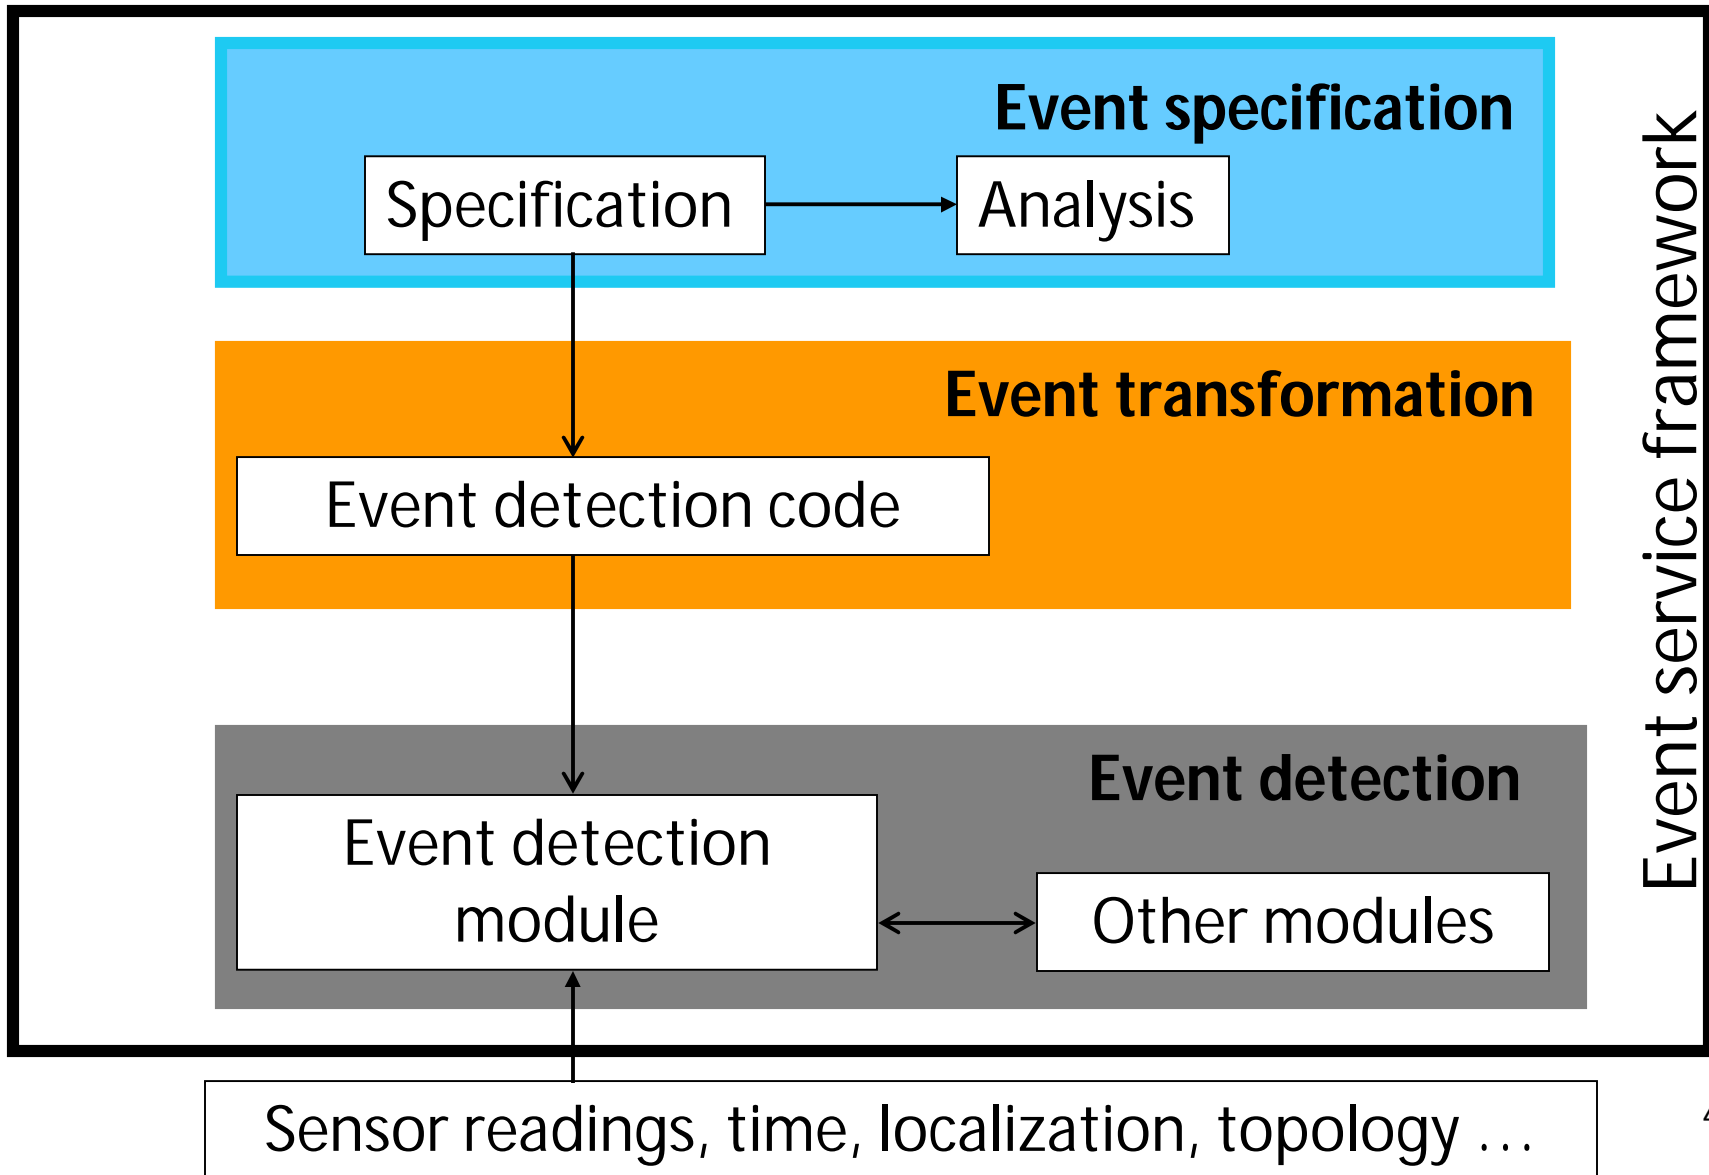 Event specification
Specification
Analysis
Event transformation
Event detection code
Event detection
Event detection
module
Other modules
Event service framework
Sensor readings, time, localization, topology ...